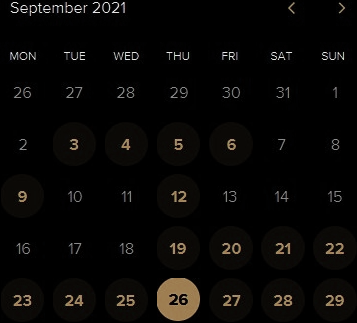 September 2021
MON TUE WED THU FRI SAT SUN
26 27 28 29 30 31 1
2 3 4 5 6 7 8
9 10 11 12 13 14 15
16 17 18 19 20 21 22
23 24 25 26 27 28 29